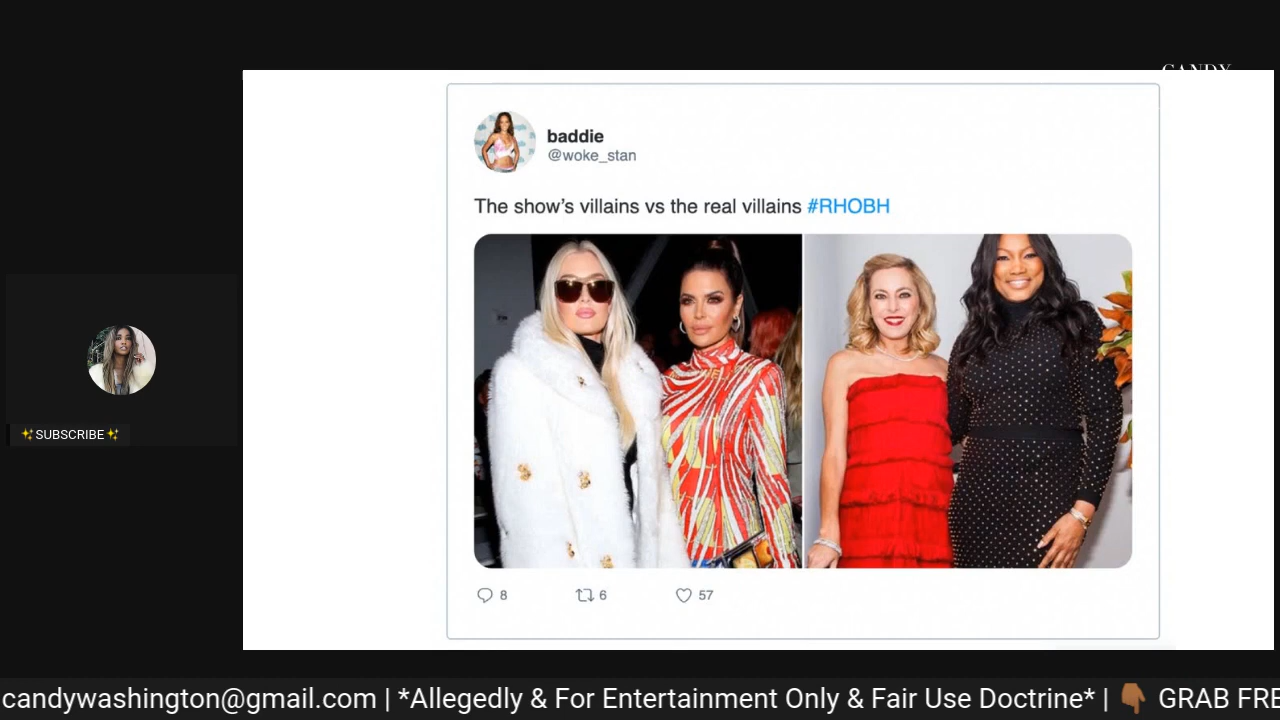 CANDY
baddie
@woke_stan
The show's villains vs the real villains #RHOBH
8 6 57
✨SUBSCRIBE✨
candywashington@gmail.com | *Allegedly & For Entertainment Only & Fair Use Doctrine* | 👇🏾 GRAB FRE